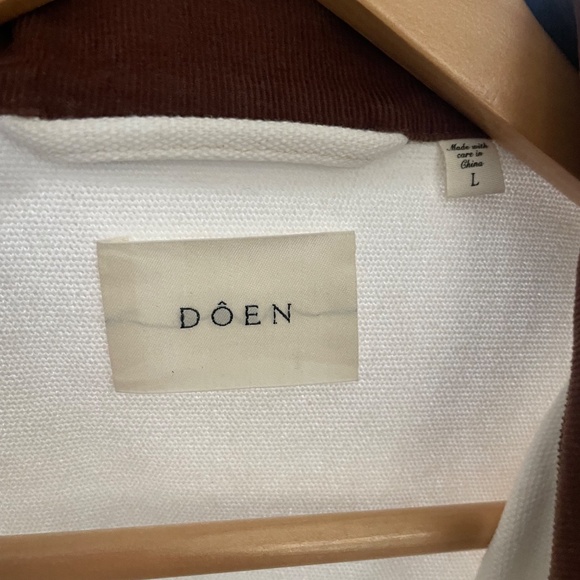 Made with
care in
China
L
DÔEN